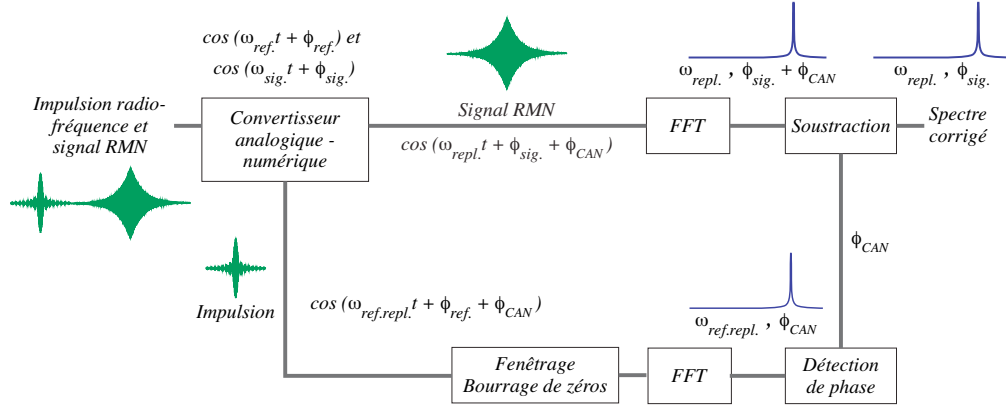 cos (ω_ref. t + ϕ_ref.) et
cos (ω_sig. t + ϕ_sig.)
Impulsion radio-
fréquence et
signal RMN
Convertisseur
analogique -
numérique
Signal RMN
cos (ω_repl. t + ϕ_sig. + ϕ_CAN)
FFT
ω_repl. , ϕ_sig. + ϕ_CAN
Soustraction
ω_repl. , ϕ_sig.
Spectre
corrigé
ϕ_CAN
Impulsion
cos (ω_ref.repl. t + ϕ_ref. + ϕ_CAN)
ω_ref.repl. , ϕ_CAN
Fenêtrage
Bourrage de zéros
FFT
Détection
de phase